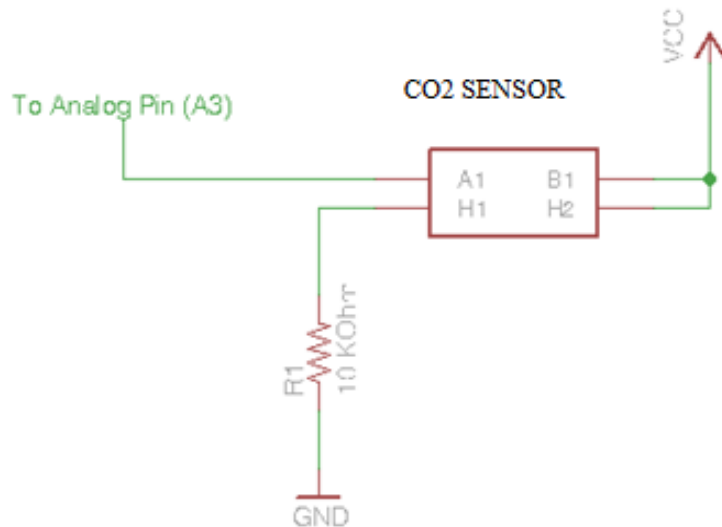 VCC
CO2 SENSOR
To Analog Pin (A3)
A1 B1
H1 H2
R1
10 KOhm
GND